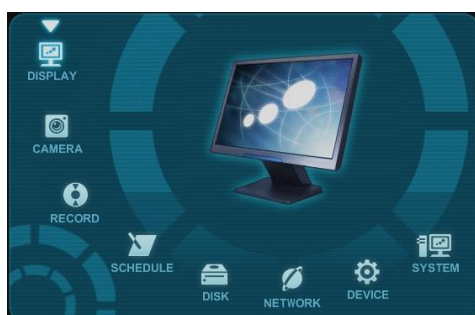 DISPLAY
CAMERA
RECORD
SCHEDULE
DISK
NETWORK
DEVICE
SYSTEM